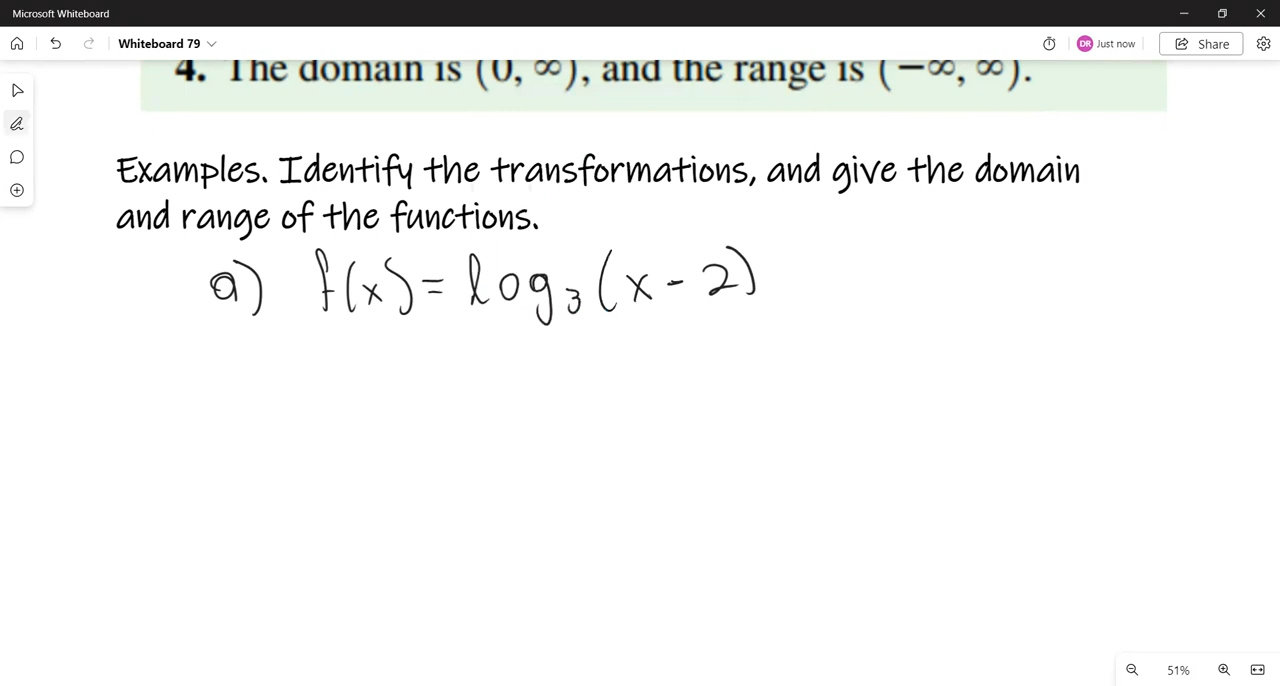 Microsoft Whiteboard
Whiteboard 79
DR Just now Share
4. The domain is (0, ∞), and the range is (−∞, ∞).
Examples. Identify the transformations, and give the domain
and range of the functions.
a) f(x) = log₃(x - 2)
51%